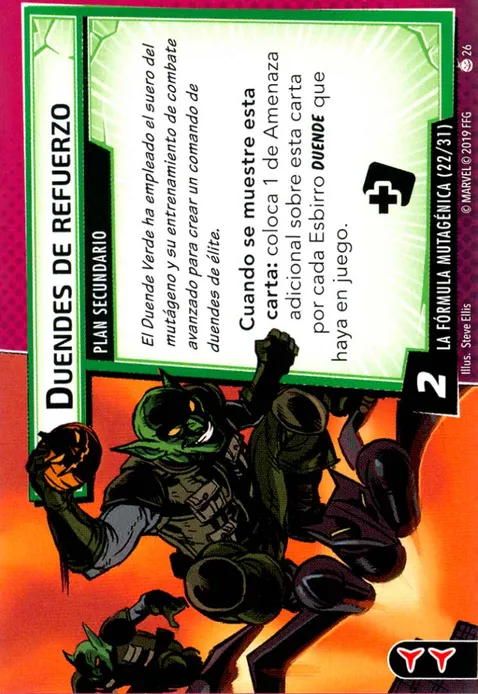 DUENDES DE REFUERZO
PLAN SECUNDARIO
El Duende Verde ha empleado el suero del
mutágeno y su entrenamiento de combate
avanzado para crear un comando de
duendes de élite.
Cuando se muestre esta
carta: coloca 1 de Amenaza
adicional sobre esta carta
por cada Esbirro DUENDE que
haya en juego.
2
LA FÓRMULA MUTAGÉNICA (22/31)
Illus. Steve Ellis
© MARVEL © 2019 FFG
26